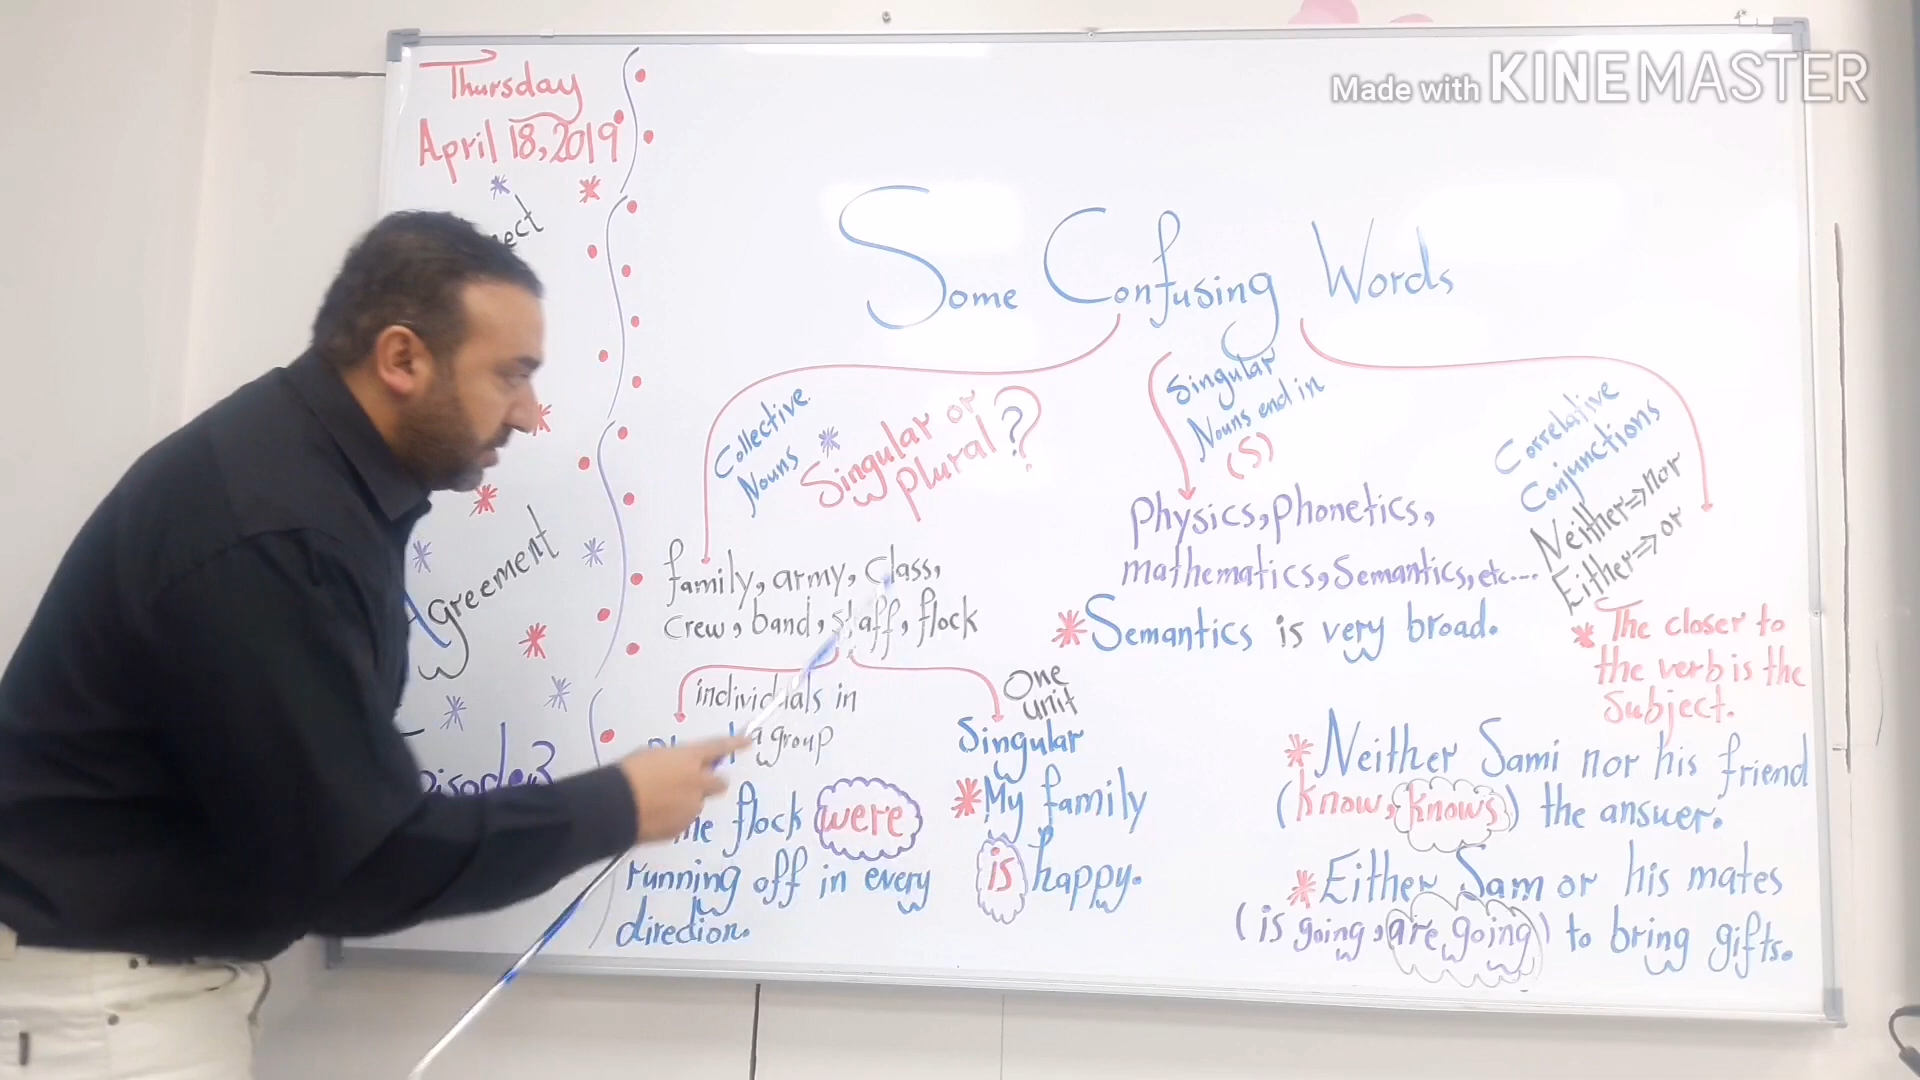 Made with KINEMASTER
Thursday
April 18, 2019
Agreement
Some Confusing Words
Collective
Nouns
Singular or
plural?
family, army, class,
crew, band, staff, flock
individuals in
a group
flock were
running off in every
direction.
One
unit
Singular
My family
is happy.
Singular
Nouns end in
(S)
Physics, Phonetics,
mathematics, Semantics, etc....
Semantics is very broad.
Correlative
Conjunctions
Neither => nor
Either => or
The closer to
the verb is the
Subject.
Neither Sami nor his friend
(know, knows) the answer.
Either Sam or his mates
(is going, are going) to bring gifts.